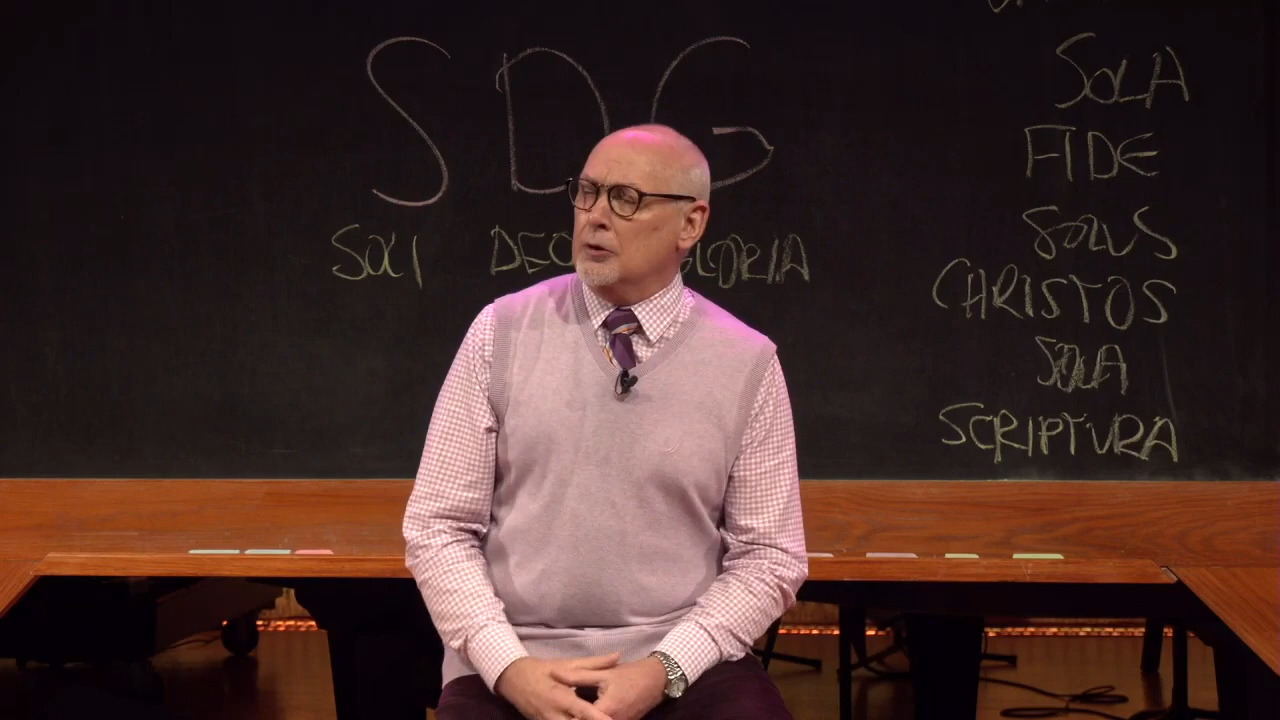 SDG
SOLI DEO GLORIA
SOLA
FIDE
SOLUS
CHRISTOS
SOLA
SCRIPTURA